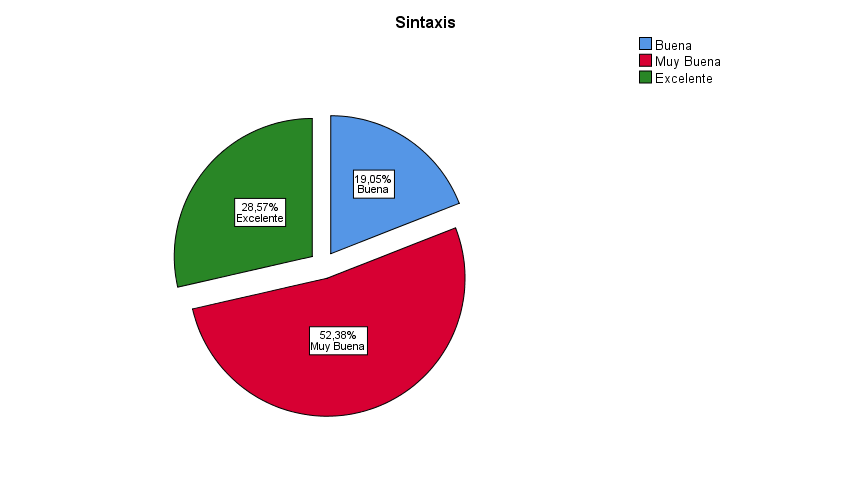 Sintaxis
Buena
Muy Buena
Excelente
19,05%
Buena
28,57%
Excelente
52,38%
Muy Buena